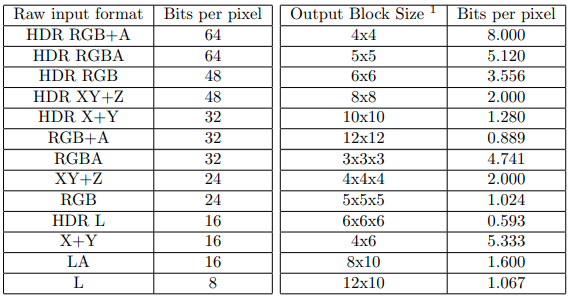 Raw input format Bits per pixel Output Block Size 1 Bits per pixel
HDR RGB+A 64 4x4 8.000
HDR RGBA 64 5x5 5.120
HDR RGB 48 6x6 3.556
HDR XY+Z 48 8x8 2.000
HDR X+Y 32 10x10 1.280
RGB+A 32 12x12 0.889
RGBA 32 3x3x3 4.741
XY+Z 24 4x4x4 2.000
RGB 24 5x5x5 1.024
HDR L 16 6x6x6 0.593
X+Y 16 4x6 5.333
LA 16 8x10 1.600
L 8 12x10 1.067